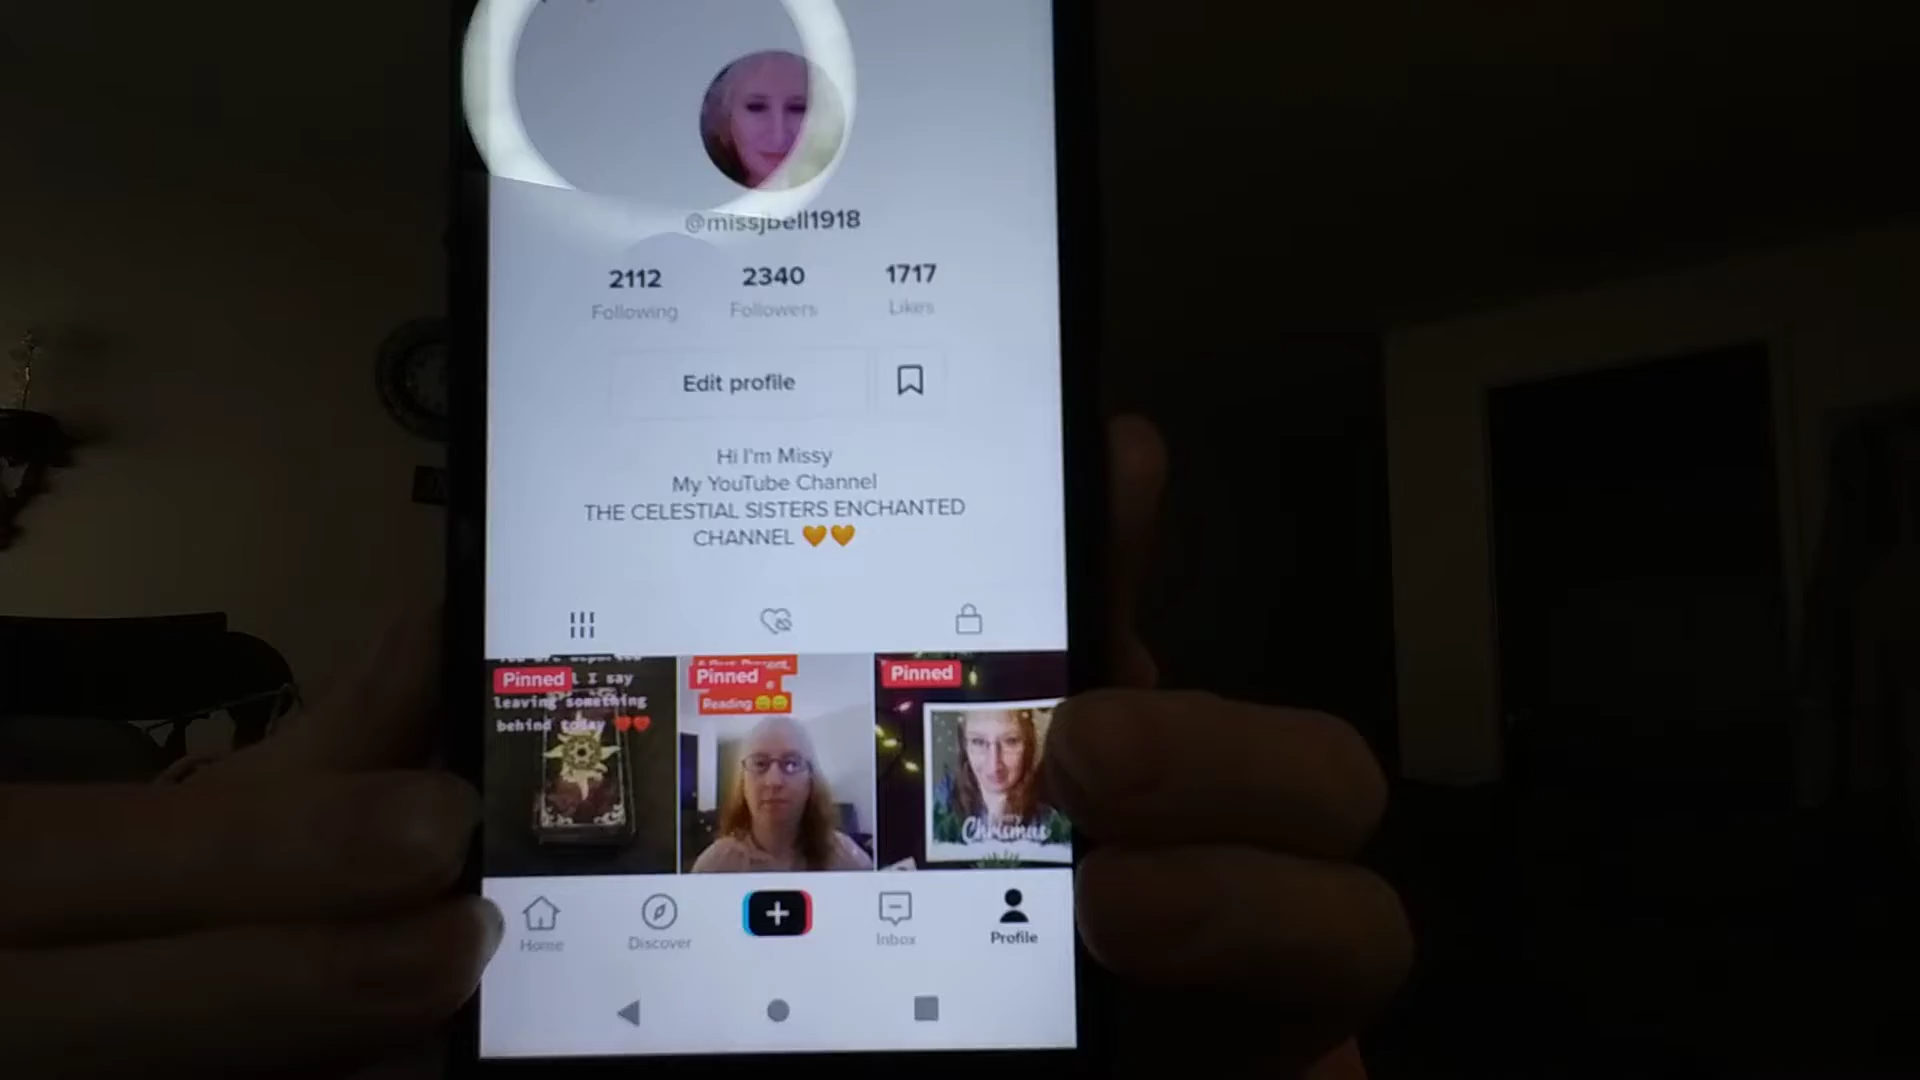 @missjbell1918
2112 2340 1717
Following Followers Likes
Edit profile
Hi I'm Missy
My YouTube Channel
THE CELESTIAL SISTERS ENCHANTED
CHANNEL 🧡🧡
Pinned l I say
leaving something
behind today ❤️❤️
Pinned
Reading 😊😊
Pinned
Christmas
Home Discover Inbox Profile